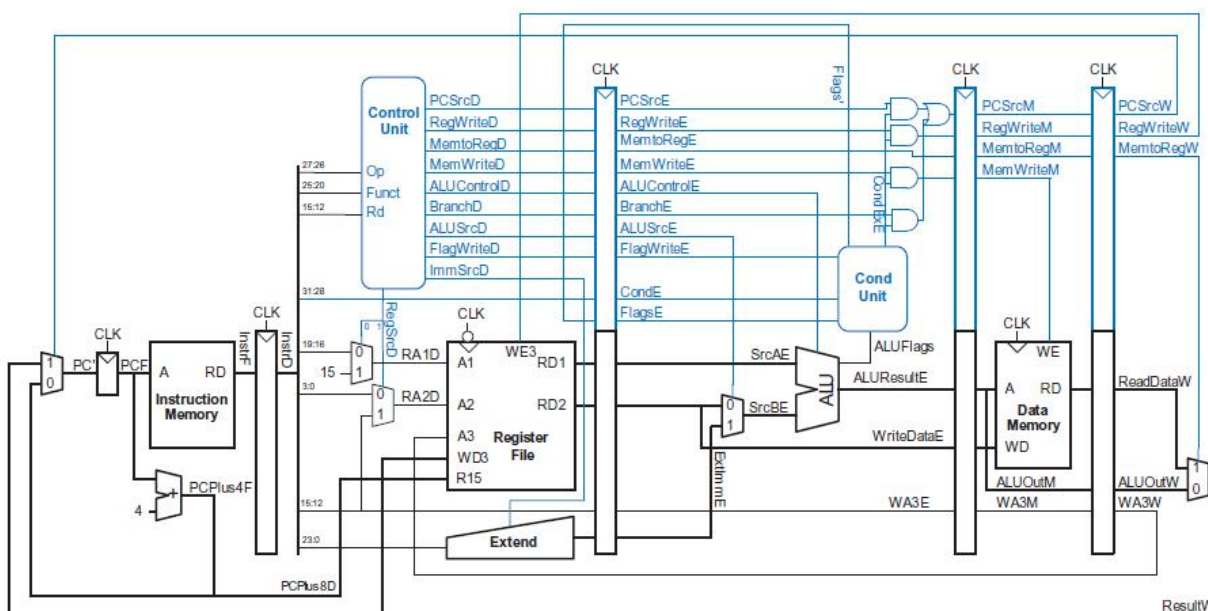 CLK
CLK
CLK
Flags'
Control
Unit
PCSrcD
PCSrcE
PCSrcM
PCSrcW
RegWriteD
RegWriteE
RegWriteM
RegWriteW
MemtoRegD
MemtoRegE
MemtoRegM
MemtoRegW
27:26
Op
MemWriteD
MemWriteE
MemWriteM
25:20
Funct
ALUControlD
ALUControlE
15:12
Rd
BranchD
BranchE
CondExE
ALUSrcD
ALUSrcE
FlagWriteD
FlagWriteE
ImmSrcD
Cond
Unit
31:28
CondE
FlagsE
RegSrcD
CLK
CLK
CLK
CLK
InstrF
InstrD
0 1
19:16
0
1
15
RA1D
A1
WE3
RD1
SrcAE
ALUFlags
WE
1
0
PC'
PCF
A
RD
Instruction
Memory
3:0
0
1
RA2D
A2
RD2
0
1
SrcBE
ALU
ALUResultE
A
RD
ReadDataW
Data
Memory
WD
A3
Register
File
WriteDataE
WD3
R15
ExtImmE
1
0
PCPlus4F
+
4
ALUOutM
ALUOutW
15:12
WA3E
WA3M
WA3W
23:0
Extend
PCPlus8D
ResultW